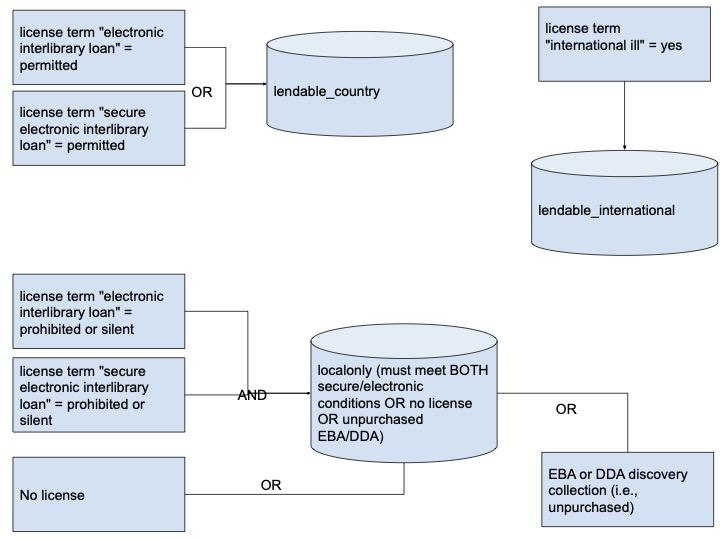 license term "electronic
interlibrary loan" =
permitted
OR
license term "secure
electronic interlibrary
loan" = permitted
lendable_country
license term
"international ill" = yes
lendable_international
license term "electronic
interlibrary loan" =
prohibited or silent
license term "secure
electronic interlibrary
loan" = prohibited or
silent
AND
localonly (must meet BOTH
secure/electronic
conditions OR no license
OR unpurchased
EBA/DDA)
OR
No license
OR
EBA or DDA discovery
collection (i.e.,
unpurchased)